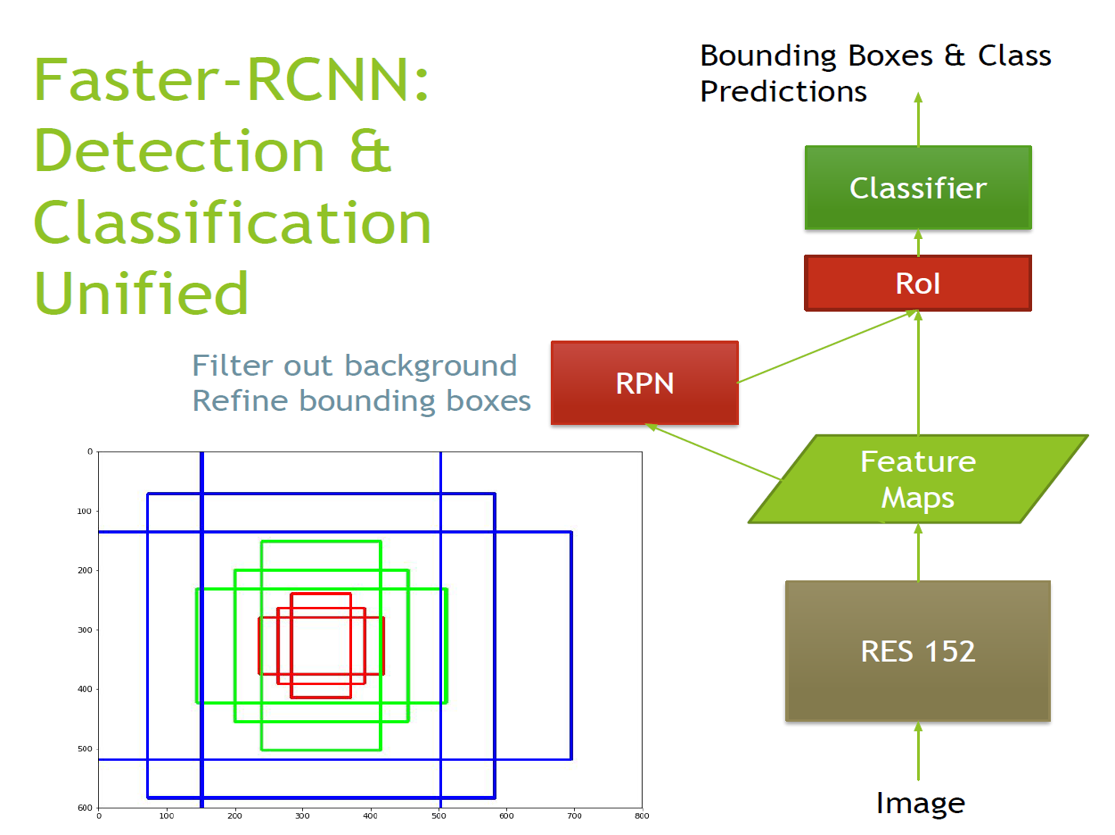 Faster-RCNN:
Detection &
Classification
Unified
Bounding Boxes & Class
Predictions
Classifier
RoI
Filter out background
Refine bounding boxes
RPN
Feature
Maps
RES 152
Image
0
100
200
300
400
500
600
0 100 200 300 400 500 600 700 800